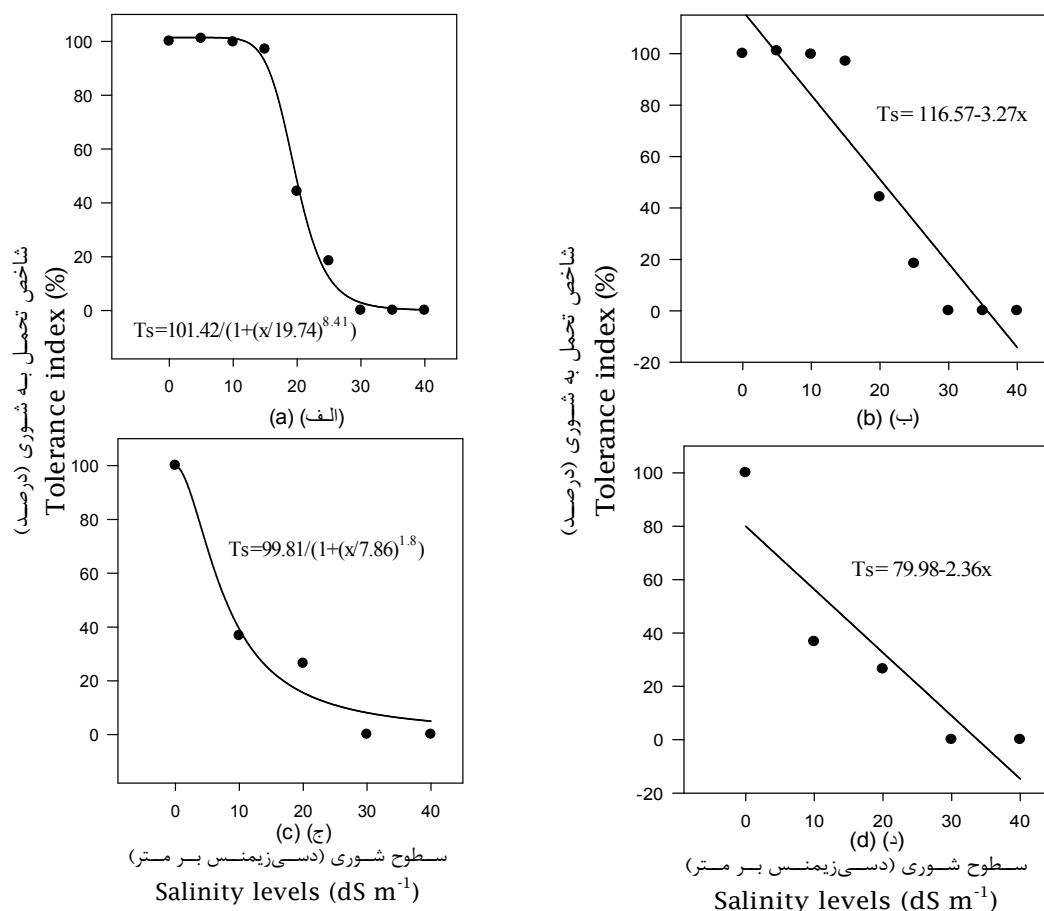 100
80
60
40
20
0
شاخص تحمل به شوری (درصد)
Tolerance index (%)
Ts=101.42/(1+(x/19.74)^8.41)
0 10 20 30 40
(a) (الف)
100
80
60
40
20
0
-20
شاخص تحمل به شوری (درصد)
Tolerance index (%)
Ts= 116.57-3.27x
0 10 20 30 40
(b) (ب)
100
80
60
40
20
0
Ts=99.81/(1+(x/7.86)^1.8)
0 10 20 30 40
(c) (ج)
سطوح شوری (دسی‌زیمنس بر متر)
Salinity levels (dS m^-1)
100
80
60
40
20
0
-20
Ts= 79.98-2.36x
0 10 20 30 40
(d) (د)
سطوح شوری (دسی‌زیمنس بر متر)
Salinity levels (dS m^-1)